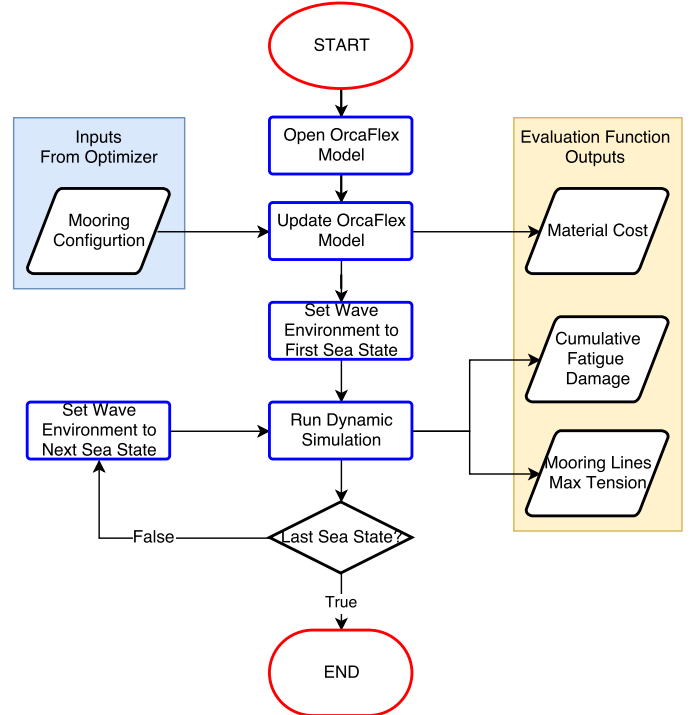 START
Open OrcaFlex
Model
Inputs
From Optimizer
Evaluation Function
Outputs
Mooring
Configurtion
Update OrcaFlex
Model
Material Cost
Set Wave
Environment to
First Sea State
Cumulative
Fatigue
Damage
Set Wave
Environment to
Next Sea State
Run Dynamic
Simulation
Mooring Lines
Max Tension
False
Last Sea State?
True
END